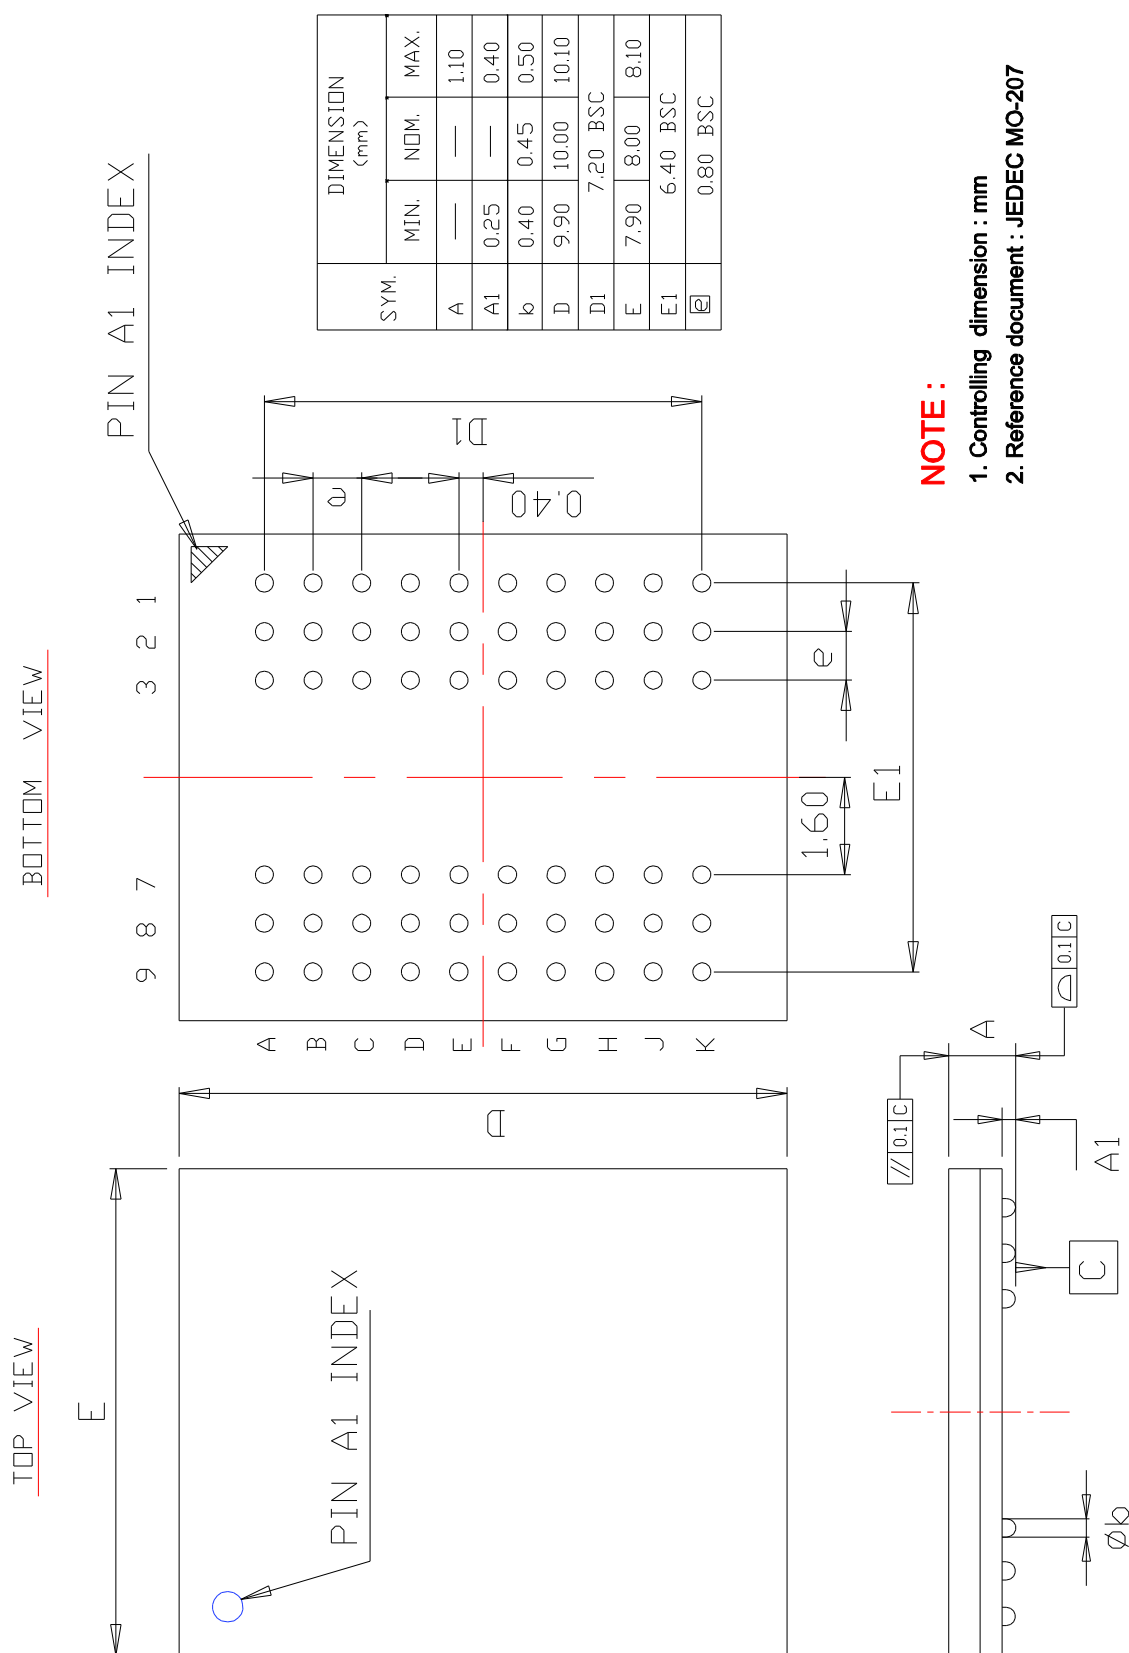 TOP VIEW
E
PIN A1 INDEX
D
BOTTOM VIEW
9 8 7 3 2 1
PIN A1 INDEX
A
B
C
D
E
F
G
H
J
K
e
D1
0.40
1.60
e
E1
SYM. DIMENSION (mm)
MIN. NOM. MAX.
A — — 1.10
A1 0.25 — 0.40
b 0.40 0.45 0.50
D 9.90 10.00 10.10
D1 7.20 BSC
E 7.90 8.00 8.10
E1 6.40 BSC
e 0.80 BSC
// 0.1 C
A
⌓ 0.1 C
A1
C
Øb
NOTE :
1. Controlling dimension : mm
2. Reference document : JEDEC MO-207